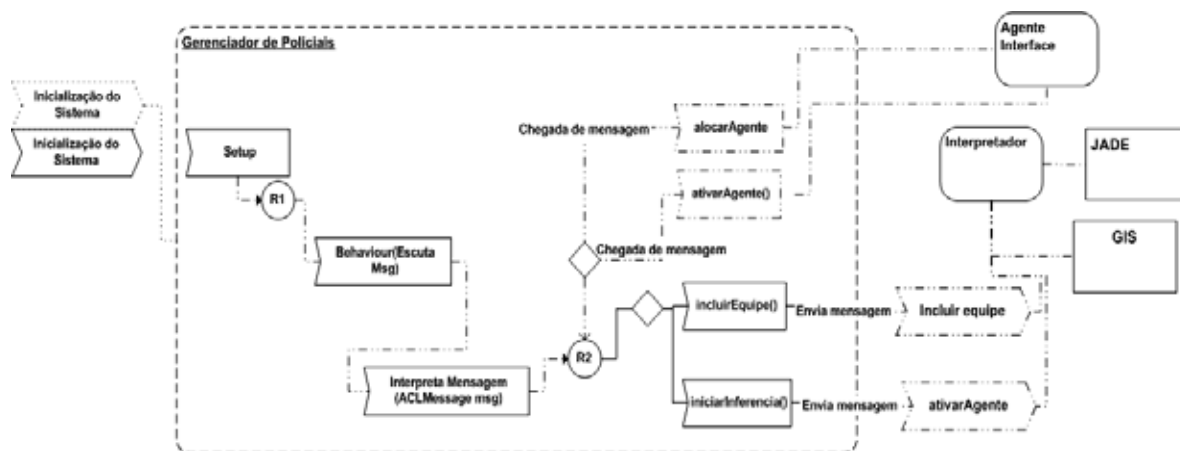 Gerenciador de Policiais
Agente
Interface
Inicialização do
Sistema
Inicialização do
Sistema
Setup
R1
Chegada de mensagem
alocarAgente
Interpretador
JADE
ativarAgente()
Behaviour(Escuta
Msg)
Chegada de mensagem
GIS
incluirEquipe()
Envia mensagem
Incluir equipe
R2
Interpreta Mensagem
(ACLMessage msg)
iniciarInferencia()
Envia mensagem
ativarAgente